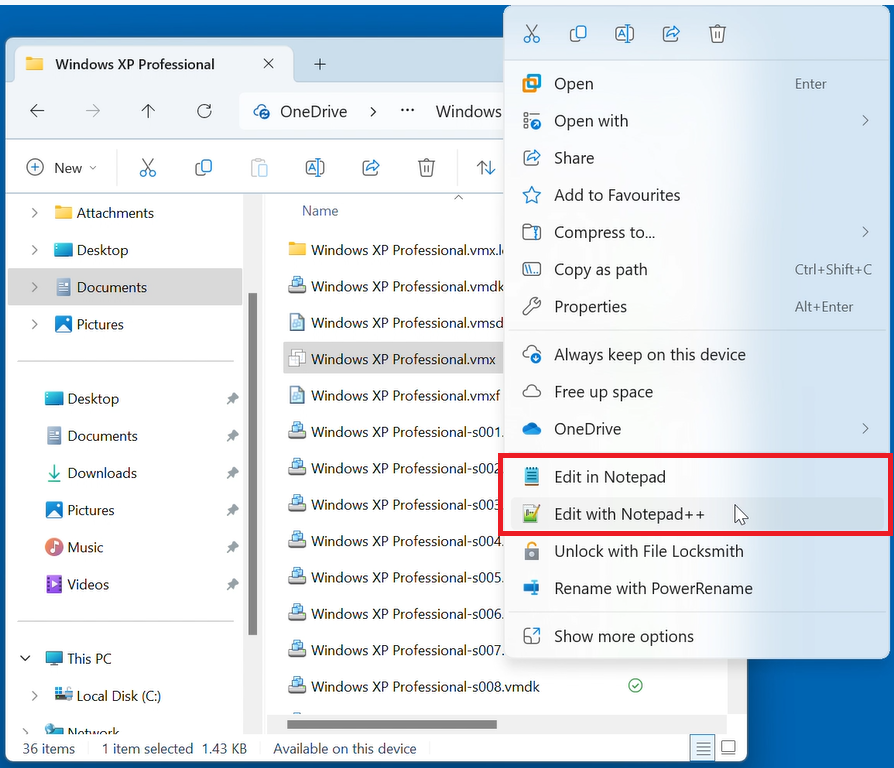 Windows XP Professional
OneDrive
Windows
New
Attachments
Desktop
Documents
Pictures
Desktop
Documents
Downloads
Pictures
Music
Videos
This PC
Local Disk (C:)
Network
Name
Windows XP Professional.vmx.l
Windows XP Professional.vmdk
Windows XP Professional.vmsd
Windows XP Professional.vmx
Windows XP Professional.vmxf
Windows XP Professional-s001.
Windows XP Professional-s002
Windows XP Professional-s003
Windows XP Professional-s004.
Windows XP Professional-s005.
Windows XP Professional-s006.
Windows XP Professional-s007.
Windows XP Professional-s008.vmdk
36 items 1 item selected 1.43 KB Available on this device
Open Enter
Open with
Share
Add to Favourites
Compress to...
Copy as path Ctrl+Shift+C
Properties Alt+Enter
Always keep on this device
Free up space
OneDrive
Edit in Notepad
Edit with Notepad++
Unlock with File Locksmith
Rename with PowerRename
Show more options